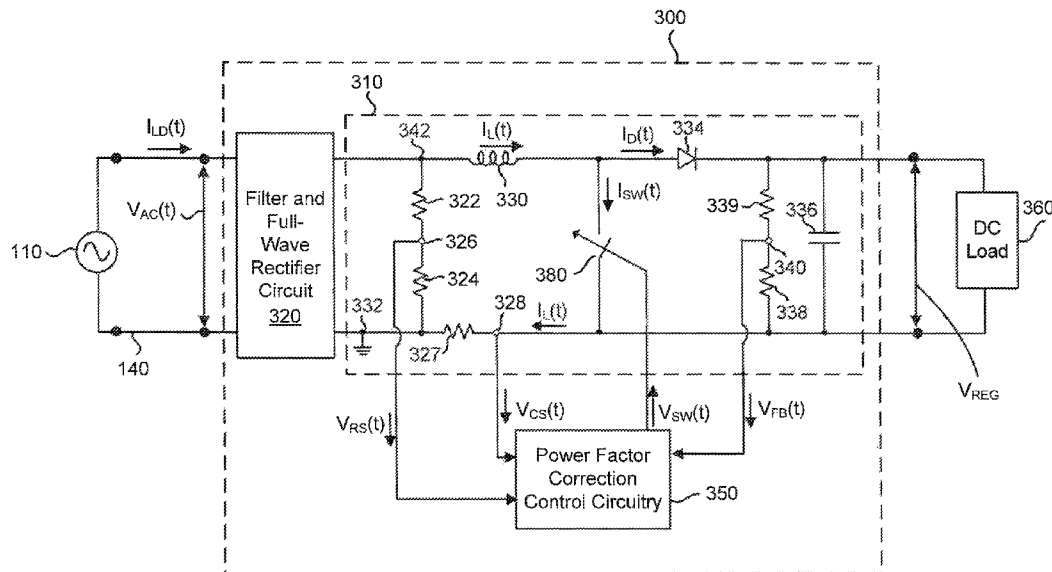 300
310
I_LD(t)
342
I_L(t)
I_D(t)
334
330
I_SW(t)
322
339
336
360
V_AC(t)
Filter and
Full-
Wave
Rectifier
Circuit
320
DC
Load
326
110
380
340
324
332
328
I_L(t)
338
140
327
V_REG
V_RS(t)
V_CS(t)
V_SW(t)
V_FB(t)
Power Factor
Correction
Control Circuitry
350